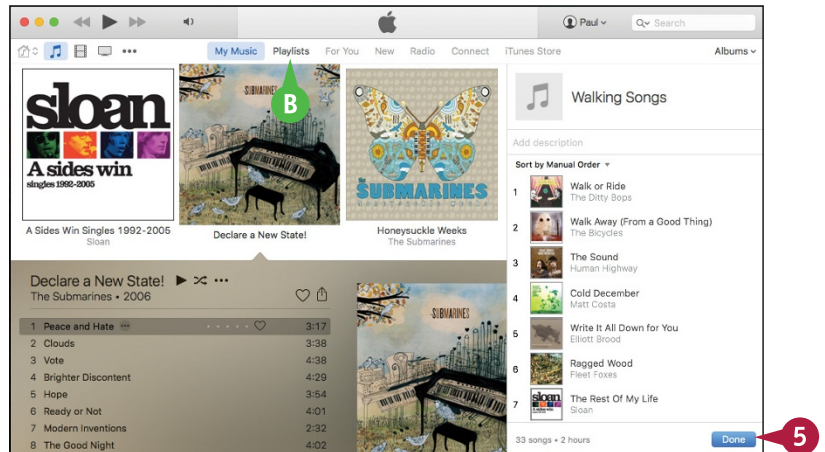 Paul
Search
My Music Playlists For You New Radio Connect iTunes Store
Albums
B
sloan
A sides win
singles 1992-2005
SUBMARINES
the
SUBMARINES
HONEYSUCKLE WEEKS
A Sides Win Singles 1992-2005
Sloan
Declare a New State!
Honeysuckle Weeks
The Submarines
Declare a New State!
The Submarines • 2006
1 Peace and Hate 3:17
2 Clouds 3:38
3 Vote 4:38
4 Brighter Discontent 4:29
5 Hope 3:54
6 Ready or Not 4:01
7 Modern Inventions 2:32
8 The Good Night 4:02
SUBMARINES
Walking Songs
Add description
Sort by Manual Order
1 Walk or Ride
The Ditty Bops
2 Walk Away (From a Good Thing)
The Bicycles
3 The Sound
Human Highway
4 Cold December
Matt Costa
5 Write It All Down for You
Elliott Brood
6 Ragged Wood
Fleet Foxes
7 The Rest Of My Life
Sloan
sloan
33 songs • 2 hours
Done
5